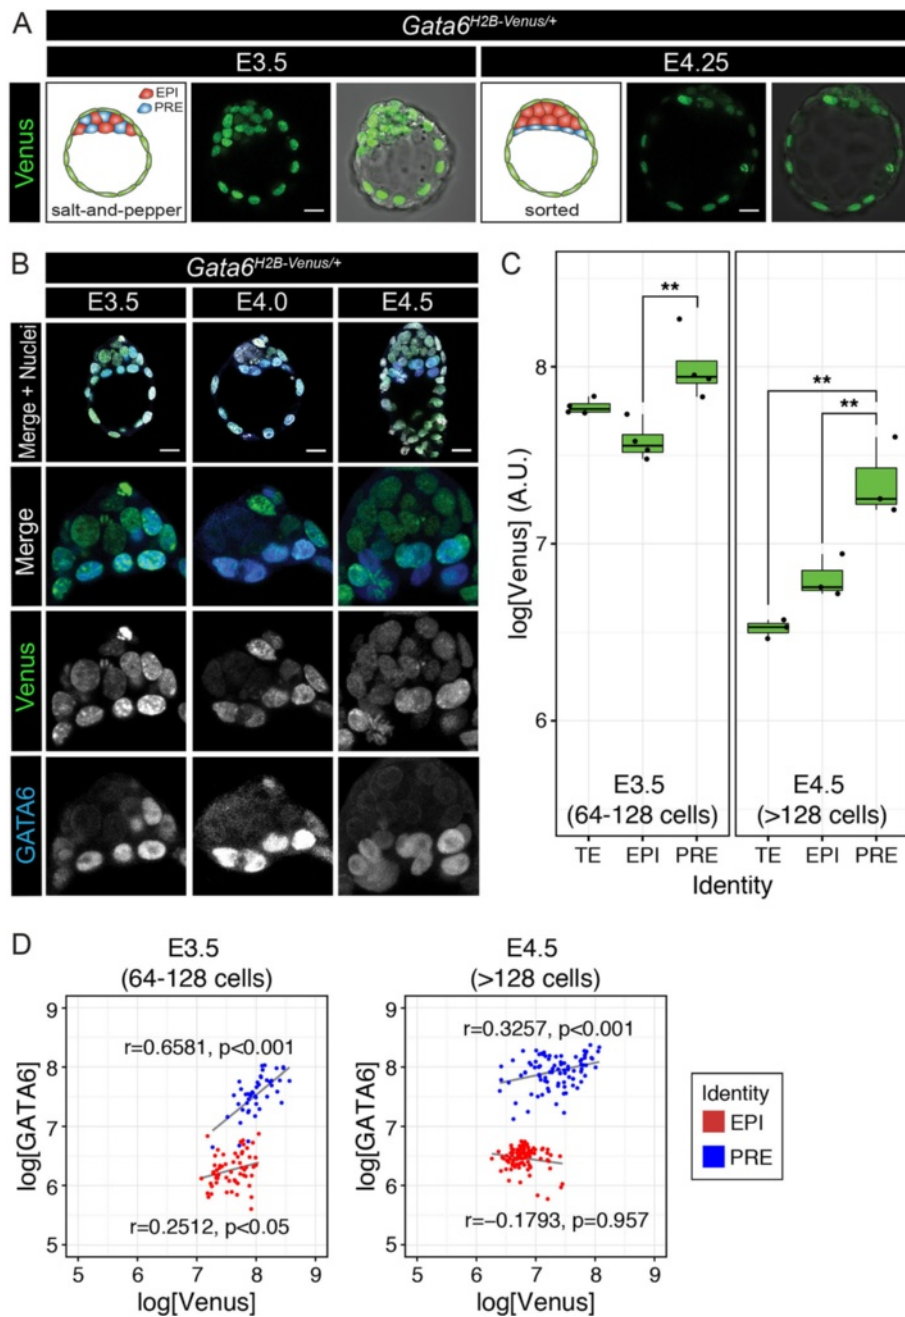 A
Gata6H2B-Venus/+
E3.5
E4.25
Venus
EPI
PRE
salt-and-pepper
sorted
B
Gata6H2B-Venus/+
E3.5
E4.0
E4.5
Merge + Nuclei
Merge
Venus
GATA6
C
**
**
**
log[Venus] (A.U.)
8
7
6
E3.5
(64-128 cells)
E4.5
(>128 cells)
TE
EPI
PRE
TE
EPI
PRE
Identity
D
E3.5
(64-128 cells)
log[GATA6]
9
8
7
6
5
r=0.6581, p<0.001
r=0.2512, p<0.05
5 6 7 8 9
log[Venus]
E4.5
(>128 cells)
log[GATA6]
9
8
7
6
5
r=0.3257, p<0.001
r=−0.1793, p=0.957
5 6 7 8 9
log[Venus]
Identity
EPI
PRE